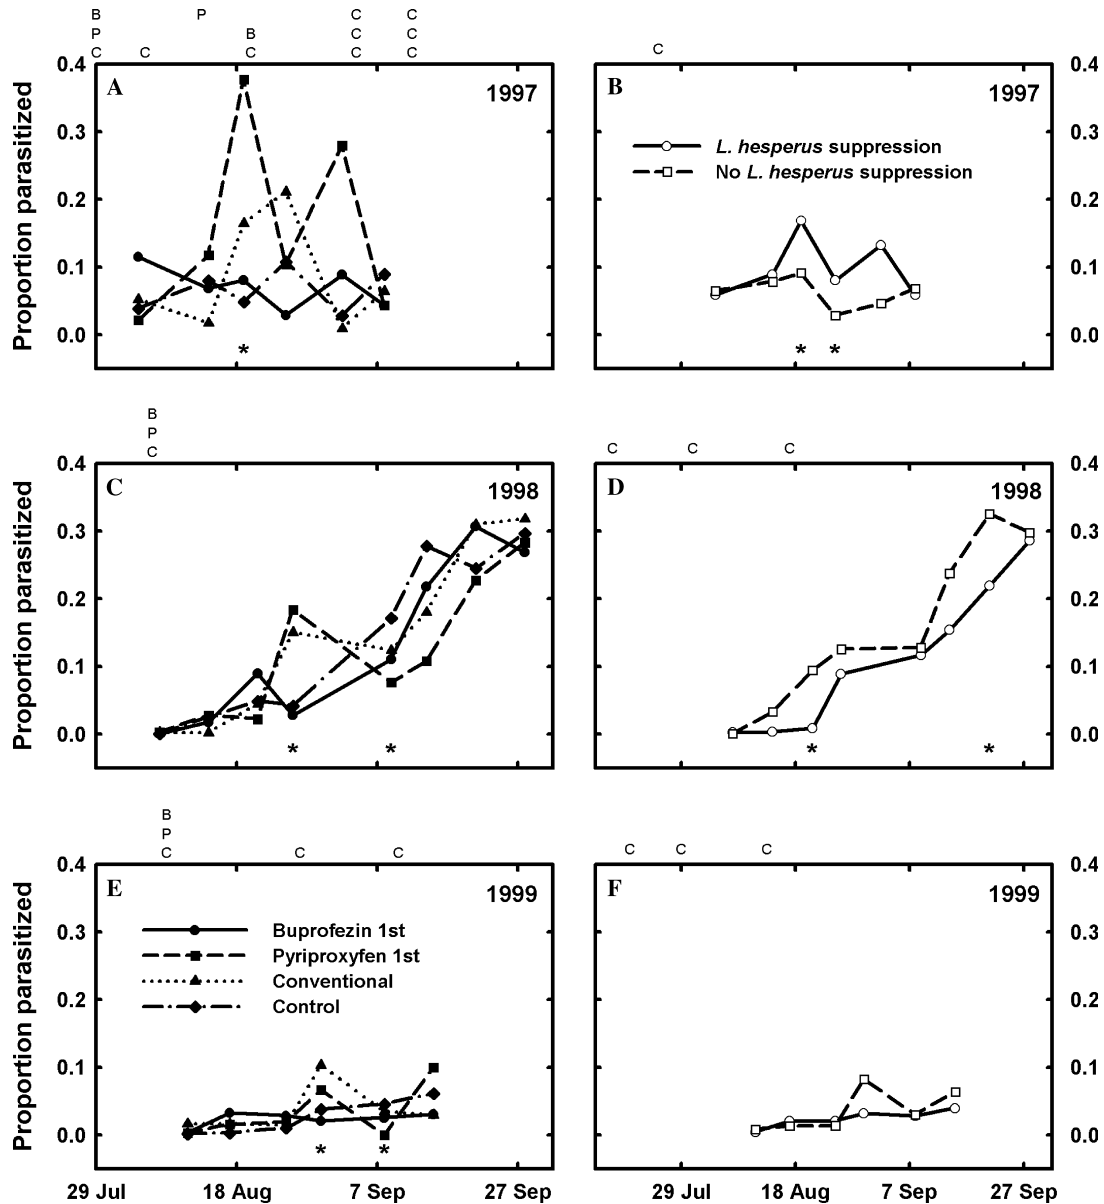 B P C C
P B C C
C C B C C C C
A 1997
B 1997
0.4 0.4
0.3 0.3
0.2 0.2
0.1 0.1
0.0 0.0
Proportion parasitized
L. hesperus suppression
No L. hesperus suppression
* * *
B
P
C C C C
C 1998
D 1998
0.4 0.4
0.3 0.3
0.2 0.2
0.1 0.1
0.0 0.0
Proportion parasitized
* * * *
B
P
C C C C C C
E 1999
F 1999
0.4 0.4
0.3 0.3
0.2 0.2
0.1 0.1
0.0 0.0
Proportion parasitized
Buprofezin 1st
Pyriproxyfen 1st
Conventional
Control
* *
29 Jul 18 Aug 7 Sep 27 Sep 29 Jul 18 Aug 7 Sep 27 Sep